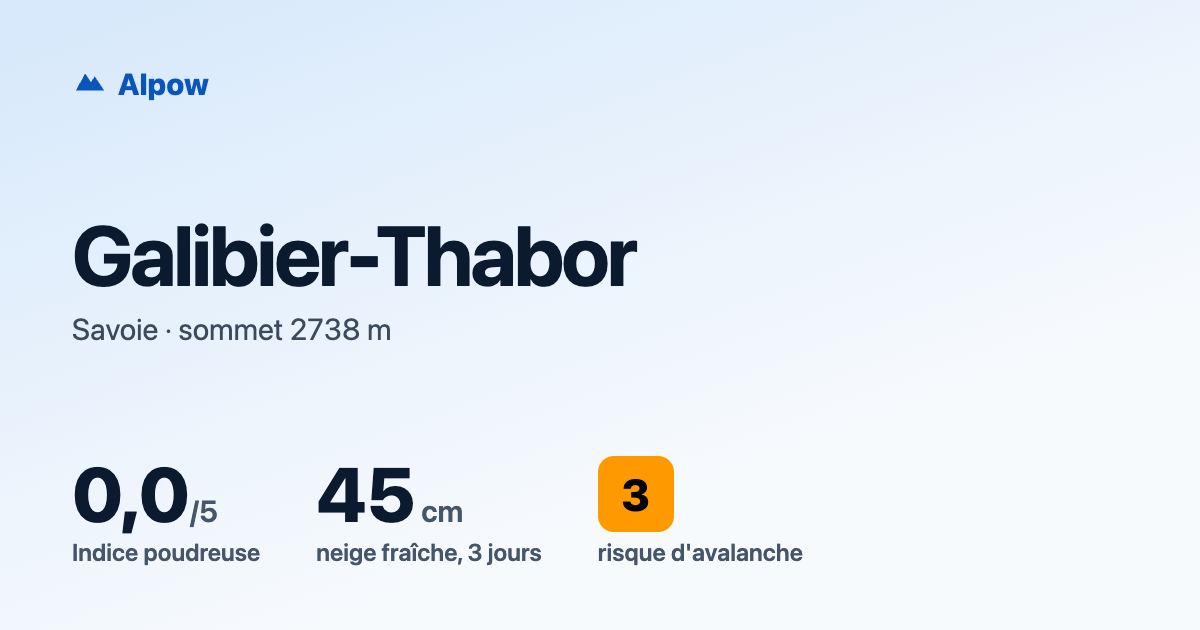 Alpow
Galibier-Thabor
Savoie · sommet 2738 m
0,0/5
Indice poudreuse
45 cm
neige fraîche, 3 jours
3
risque d'avalanche